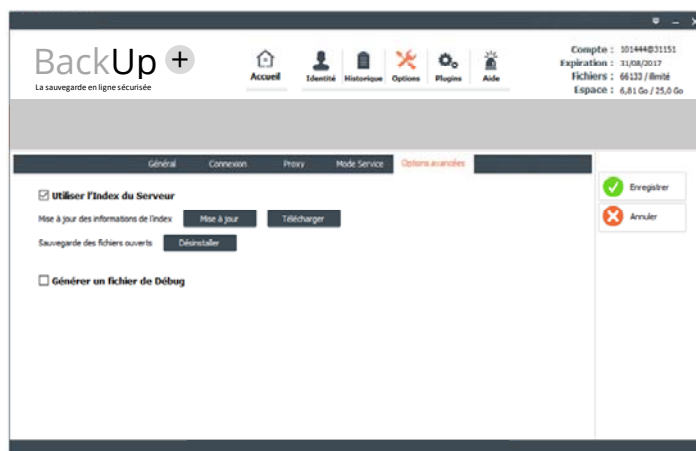 BackUp +
La sauvegarde en ligne sécurisée
Accueil
Identité
Historique
Options
Plugins
Aide
Compte : 101444@31151
Expiration : 31/08/2017
Fichiers : 66133 / illimité
Espace : 6,81 Go / 25,0 Go
Général
Connexion
Proxy
Mode Service
Options avancées
Utiliser l'Index du Serveur
Mise à jour des informations de l'index
Mise à jour
Télécharger
Sauvegarde des fichiers ouverts
Désinstaller
Générer un fichier de Débug
Enregistrer
Annuler